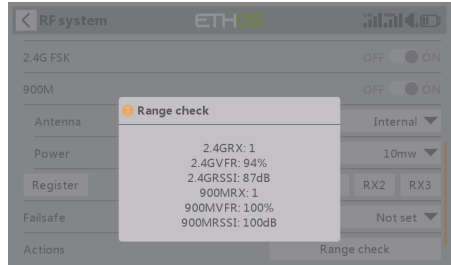 RF system
ETHOS
2.4G FSK
OFF ON
900M
OFF ON
Antenna
Internal
Power
10mw
Range check
2.4GRX: 1
2.4GVFR: 94%
2.4GRSSI: 87dB
900MRX: 1
900MVFR: 100%
900MRSSI: 100dB
Register
RX2
RX3
Failsafe
Not set
Actions
Range check